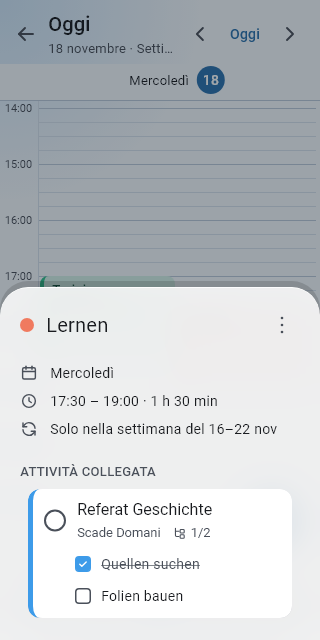 Oggi
18 novembre · Setti…
Oggi
Mercoledì 18
14:00
15:00
16:00
17:00
Lernen
Mercoledì
17:30 – 19:00 · 1 h 30 min
Solo nella settimana del 16–22 nov
ATTIVITÀ COLLEGATA
Referat Geschichte
Scade Domani 1/2
Quellen suchen
Folien bauen